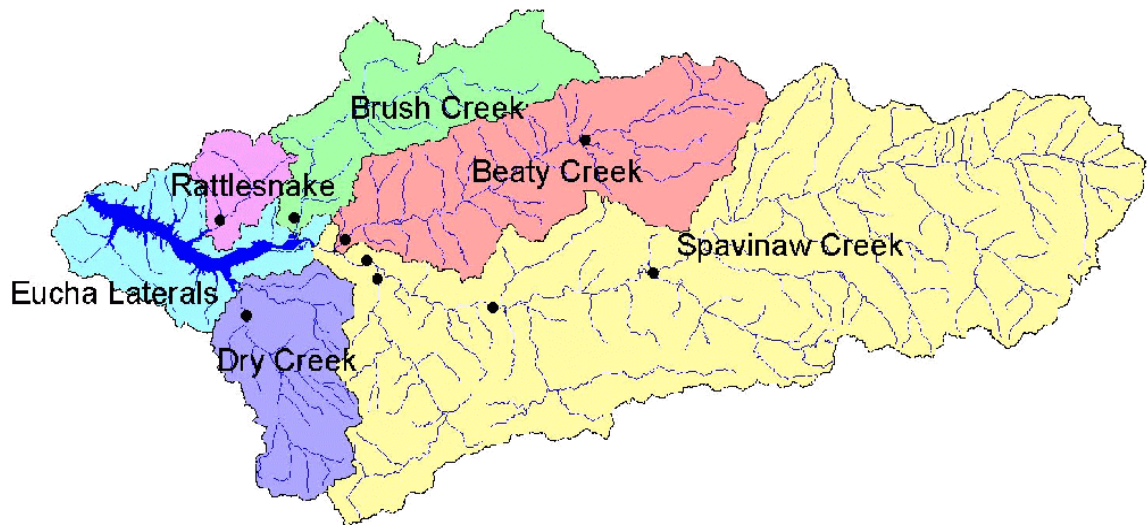 Brush Creek
Beaty Creek
Rattlesnake
Spavinaw Creek
Eucha Laterals
Dry Creek